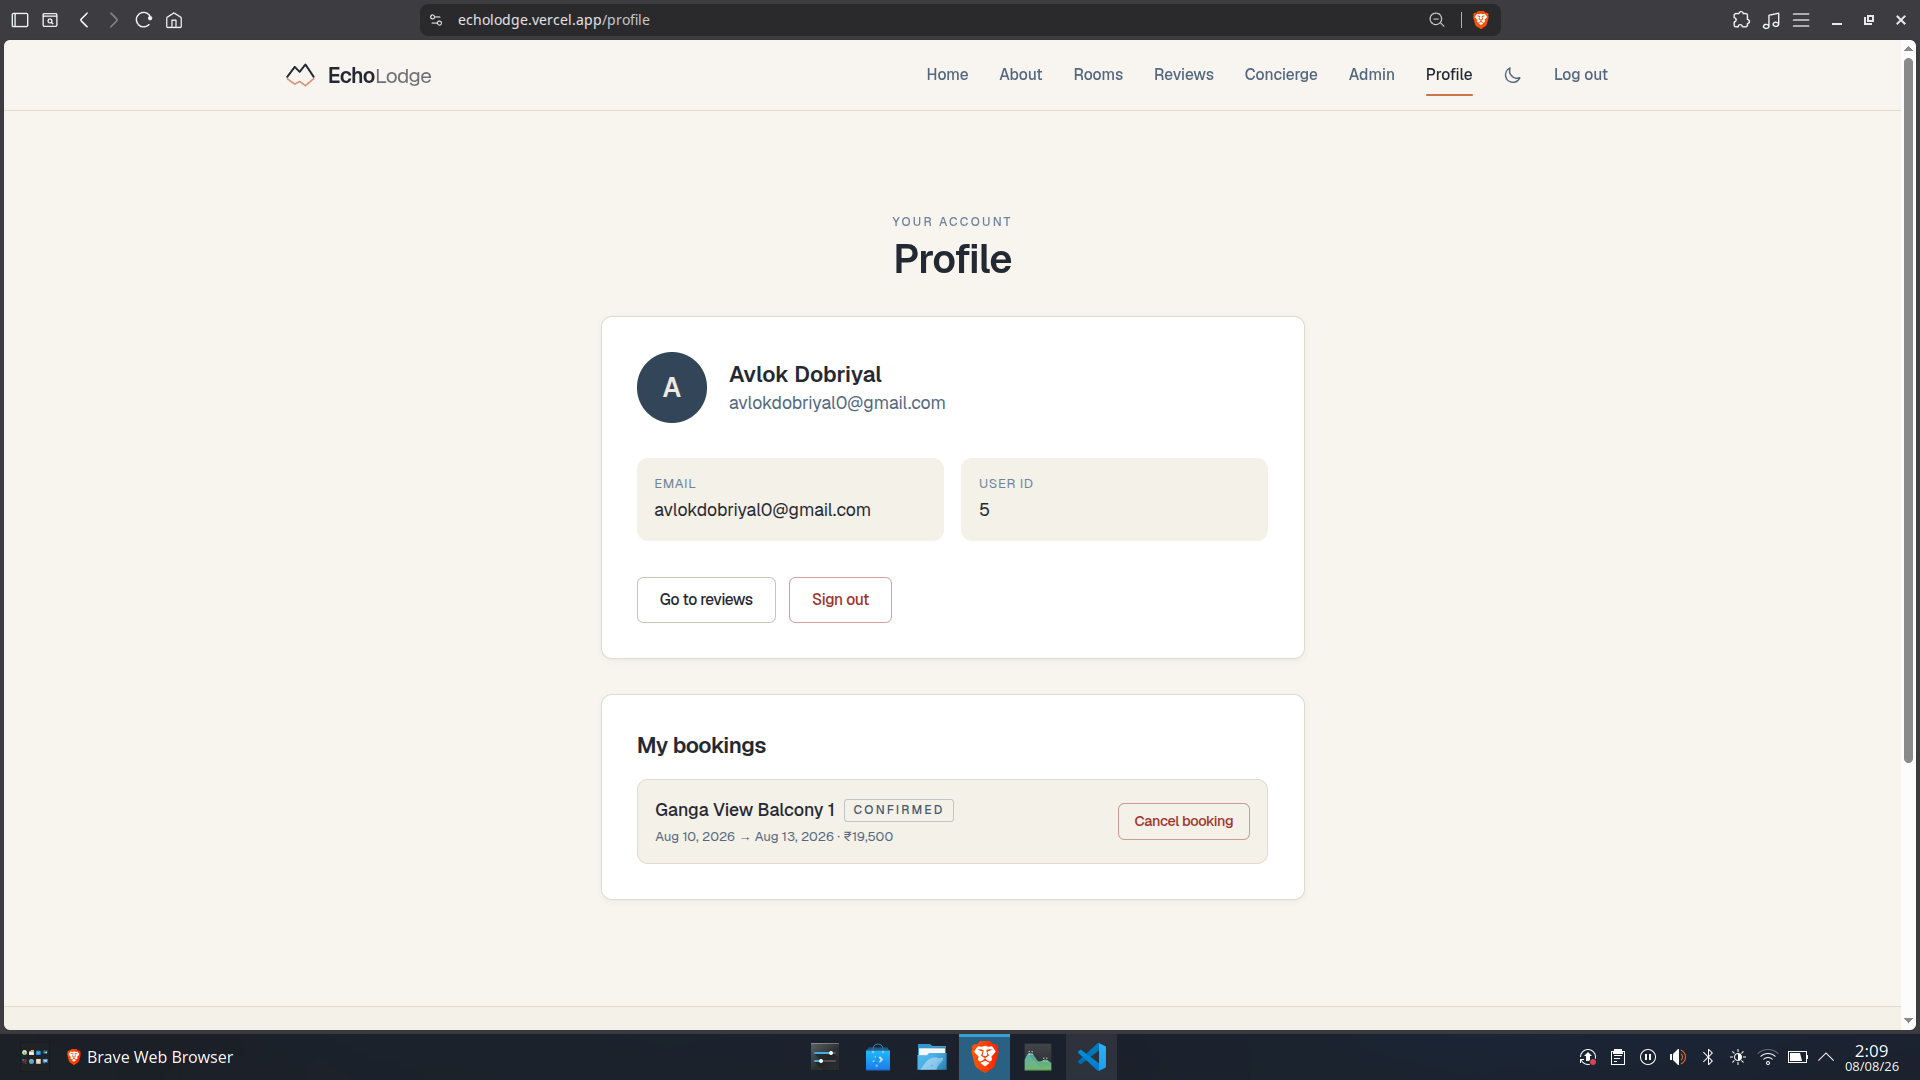 echolodge.vercel.app/profile
EchoLodge
Home About Rooms Reviews Concierge Admin Profile Log out
YOUR ACCOUNT
Profile
A
Avlok Dobriyal
avlokdobriyal0@gmail.com
EMAIL
avlokdobriyal0@gmail.com
USER ID
5
Go to reviews
Sign out
My bookings
Ganga View Balcony 1 CONFIRMED
Aug 10, 2026 → Aug 13, 2026 · ₹19,500
Cancel booking
Brave Web Browser
2:09
08/08/26